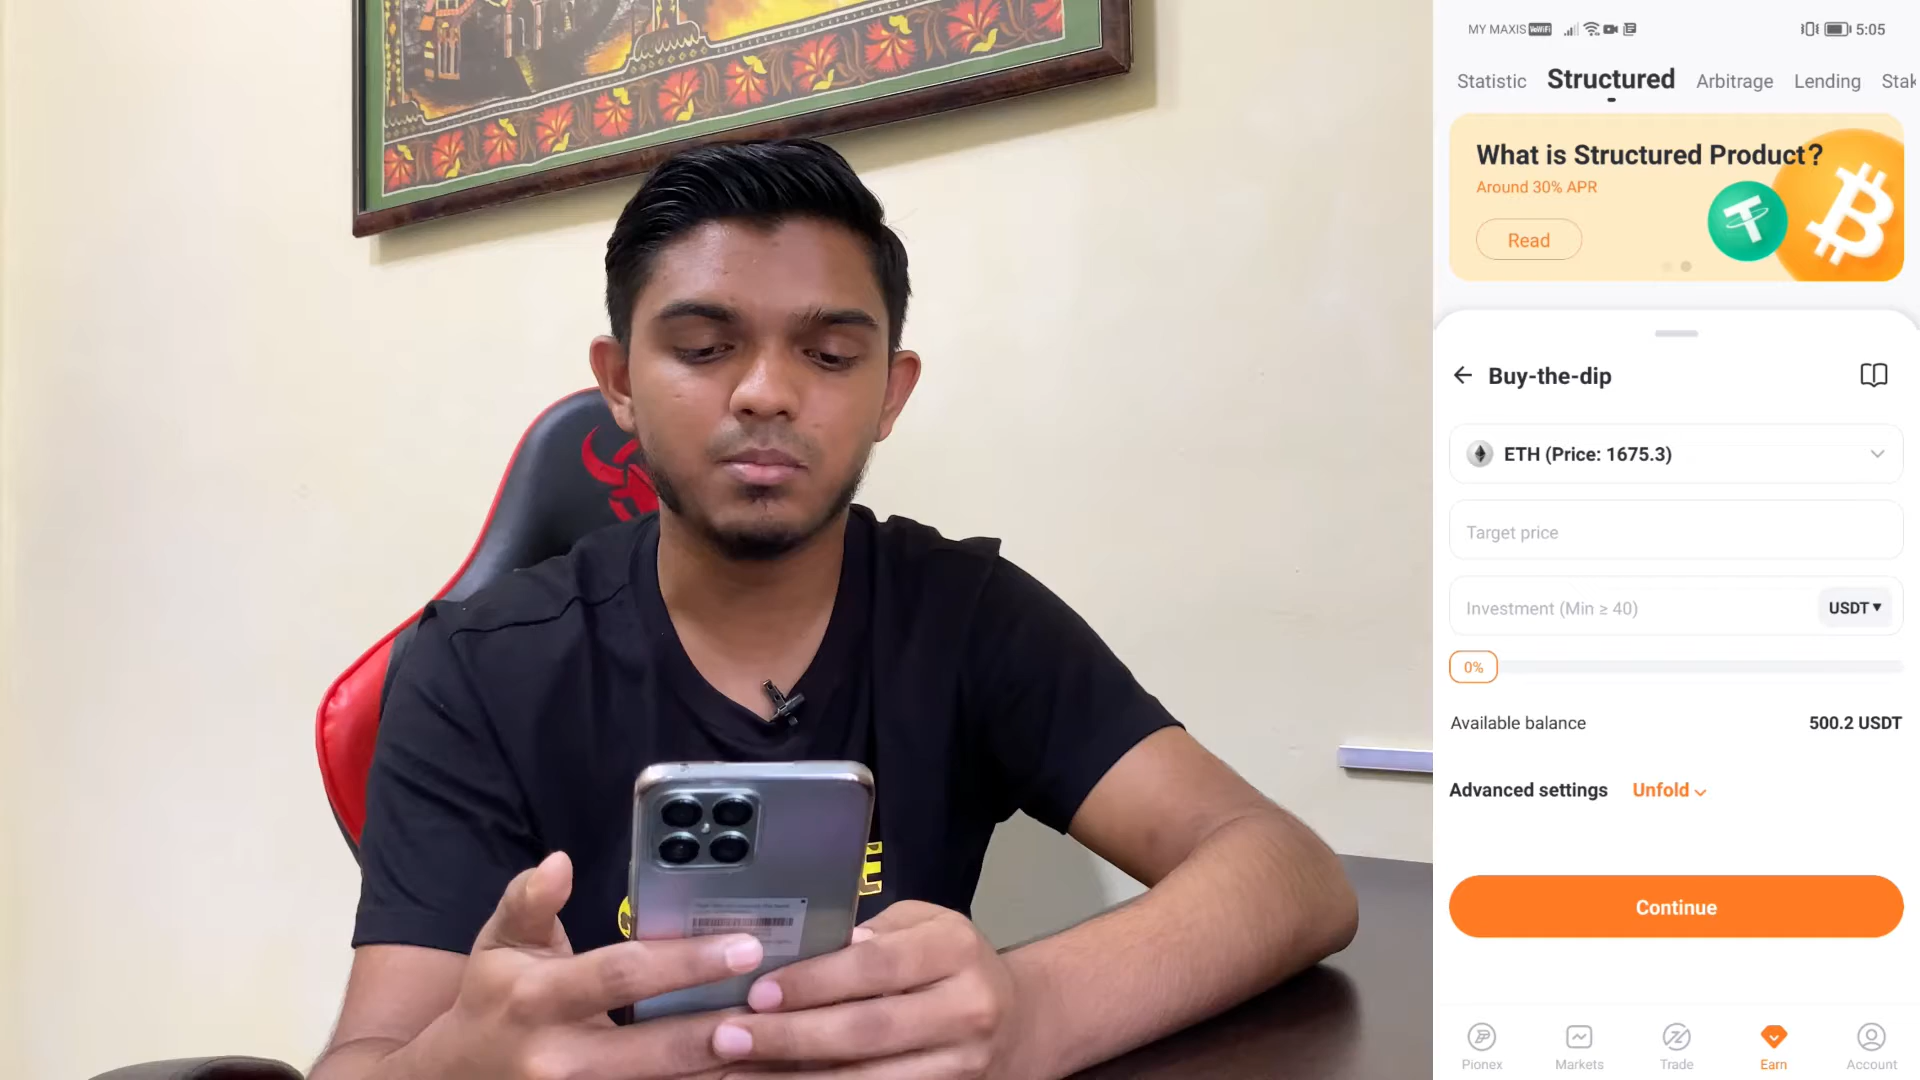 MY MAXIS VoWiFi 5:05
Statistic Structured Arbitrage Lending Stak
What is Structured Product?
Around 30% APR
Read
Buy-the-dip
ETH (Price: 1675.3)
Target price
Investment (Min ≥ 40) USDT
0%
Available balance 500.2 USDT
Advanced settings Unfold
Continue
Pionex Markets Trade Earn Account